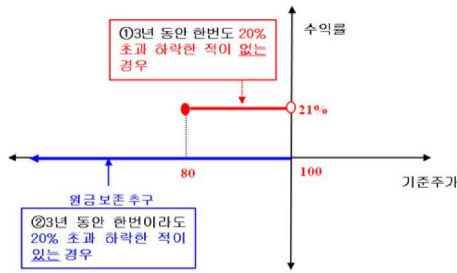 수익률
①3년 동안 한번도 20%
초과 하락한 적이 없는
경우
21%
80
100
기준주가
원금 보존 추구
②3년 동안 한번이라도
20% 초과 하락한 적이
있는 경우